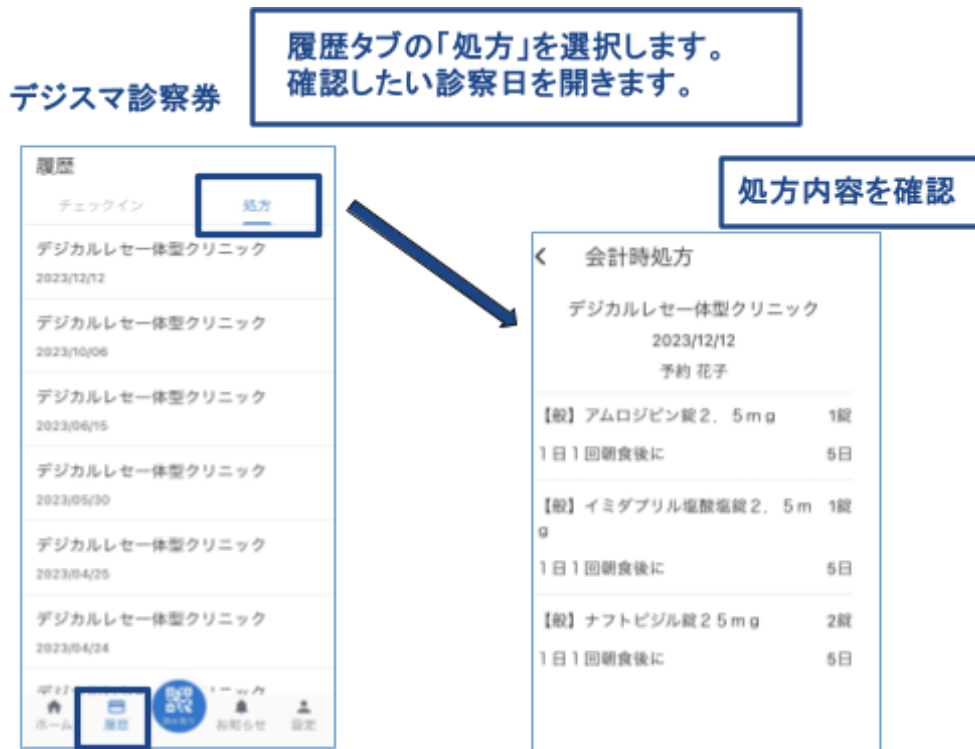 履歴タブの「処方」を選択します。
確認したい診察日を開きます。
デジスマ診察券
履歴
チェックイン
処方
デジカルレセ一体型クリニック
2023/12/12
デジカルレセ一体型クリニック
2023/10/06
デジカルレセ一体型クリニック
2023/06/15
デジカルレセ一体型クリニック
2023/05/30
デジカルレセ一体型クリニック
2023/04/25
デジカルレセ一体型クリニック
2023/04/24
ホーム
履歴
お知らせ
設定
処方内容を確認
会計時処方
デジカルレセ一体型クリニック
2023/12/12
予約 花子
【般】アムロジピン錠2．5mg 1錠
1日1回朝食後に 5日
【般】イミダプリル塩酸塩錠2．5m 1錠
g
1日1回朝食後に 5日
【般】ナフトピジル錠25mg 2錠
1日1回朝食後に 5日